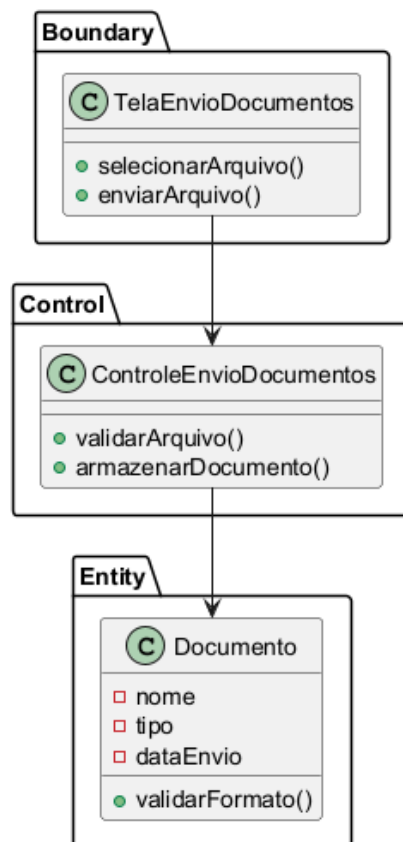 Boundary
C TelaEnvioDocumentos
selecionarArquivo()
enviarArquivo()
Control
C ControleEnvioDocumentos
validarArquivo()
armazenarDocumento()
Entity
C Documento
nome
tipo
dataEnvio
validarFormato()